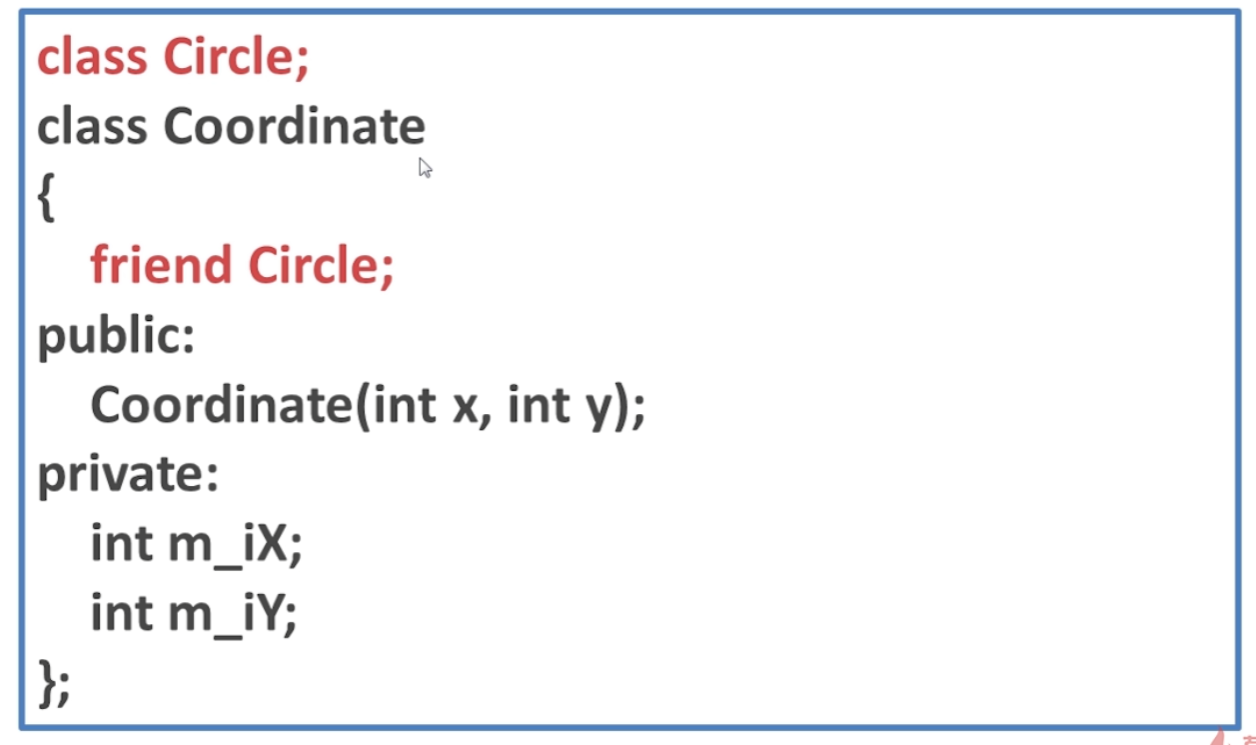 class Circle;
class Coordinate
{
friend Circle;
public:
Coordinate(int x, int y);
private:
int m_iX;
int m_iY;
};